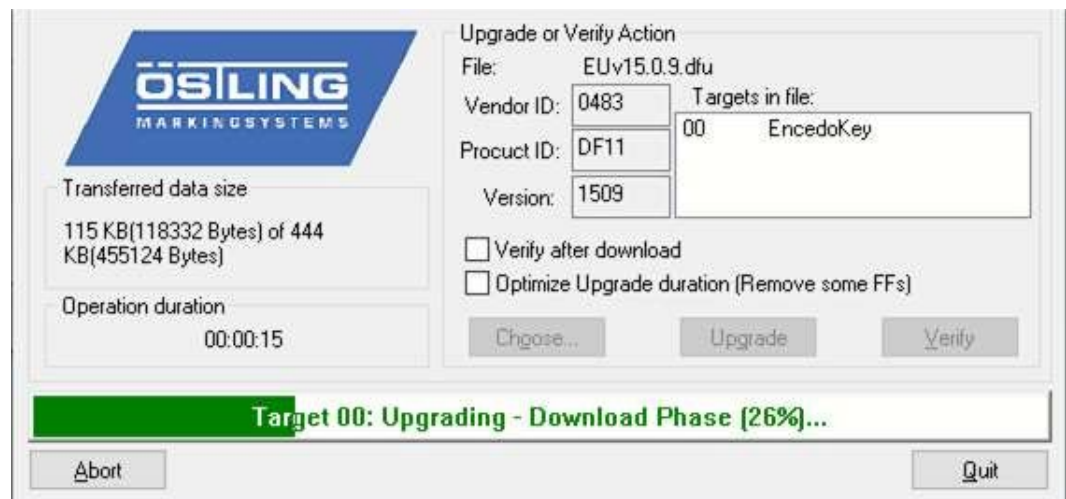 ÖSTLING
MARKINGSYSTEMS
Transferred data size
115 KB(118332 Bytes) of 444
KB(455124 Bytes)
Operation duration
00:00:15
Upgrade or Verify Action
File: EUv15.0.9.dfu
Vendor ID: 0483
Procuct ID: DF11
Version: 1509
Targets in file:
00 EncedoKey
Verify after download
Optimize Upgrade duration (Remove some FFs)
Choose... Upgrade Verify
Target 00: Upgrading - Download Phase (26%)...
Abort Quit